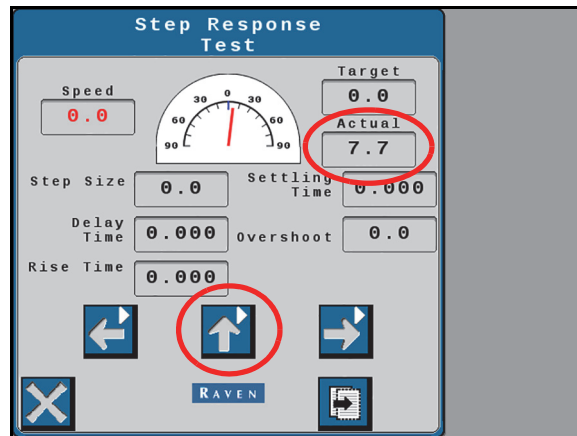 Step Response
Test
Speed
0.0
30 0 30
60 60
90 90
Target
0.0
Actual
7.7
Step Size 0.0
Settling
Time 0.000
Delay
Time 0.000
Overshoot 0.0
Rise Time 0.000
RAVEN